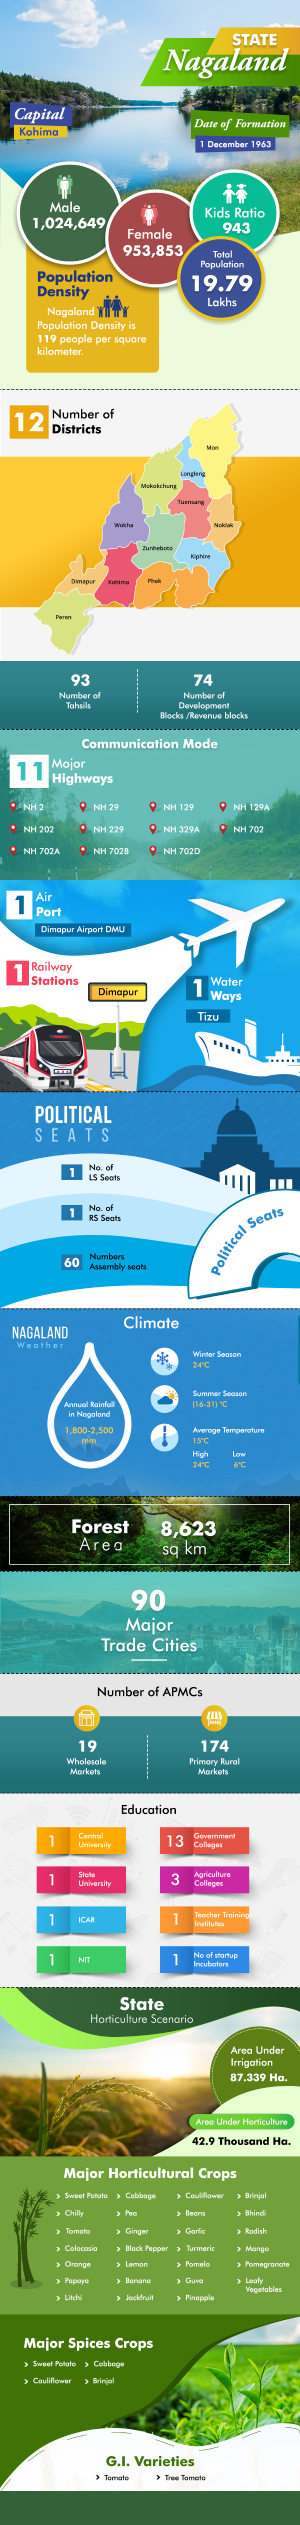 STATE
Nagaland
Capital
Kohima
Date of Formation
1 December 1963
Male
1,024,649
Female
953,853
Kids Ratio
943
Total
Population
19.79
Lakhs
Population
Density
Nagaland
Population Density is
119 people per square
kilometer.
12 Number of
Districts
Mon
Longleng
Mokokchung
Tuensang
Wokha
Noklak
Zunheboto
Kiphire
Dimapur
Kohima
Phek
Peren
93
Number of
Tahsils
74
Number of
Development
Blocks /Revenue blocks
Communication Mode
11 Mojor
Highways
NH 2
NH 29
NH 129
NH 129A
NH 202
NH 229
NH 329A
NH 702
NH 702A
NH 702B
NH 702D
1 Air
Port
Dimapur Airport DMU
1 Railway
Stations
Dimapur
1 Water
Ways
Tizu
POLITICAL
SEATS
1 No. of
LS Seats
1 No. of
RS Seats
60 Numbers
Assembly seats
Political Seats
Climate
NAGALAND
Weather
Annual Rainfall
in Nagaland
1,800-2,500
mm
Winter Season
24°C
Summer Season
(16-31) °C
Average Temperature
15°C
High Low
24°C 6°C
Forest
Area
8,623
sq km
90
Major
Trade Cities
Number of APMCs
19
Wholesale
Markets
174
Primary Rural
Markets
Education
1 Central
University
13 Government
Colleges
1 State
University
3 Agriculture
Colleges
1 ICAR
1 Teacher Training
Institutes
1 NIT
1 No of startup
Incubators
State
Horticulture Scenario
Area Under
Irrigation
87.339 Ha.
Area Under Horticulture
42.9 Thousand Ha.
Major Horticultural Crops
Sweet Potato
Cabbage
Cauliflower
Brinjal
Chilly
Pea
Beans
Bhindi
Tomato
Ginger
Garlic
Radish
Colocasia
Black Pepper
Turmeric
Mango
Orange
Lemon
Pomelo
Pomegranate
Papaya
Banana
Guva
Leafy
Vegetables
Litchi
Jackfruit
Pinapple
Major Spices Crops
Sweet Potato
Cabbage
Cauliflower
Brinjal
G.I. Varieties
Tomato
Tree Tomato